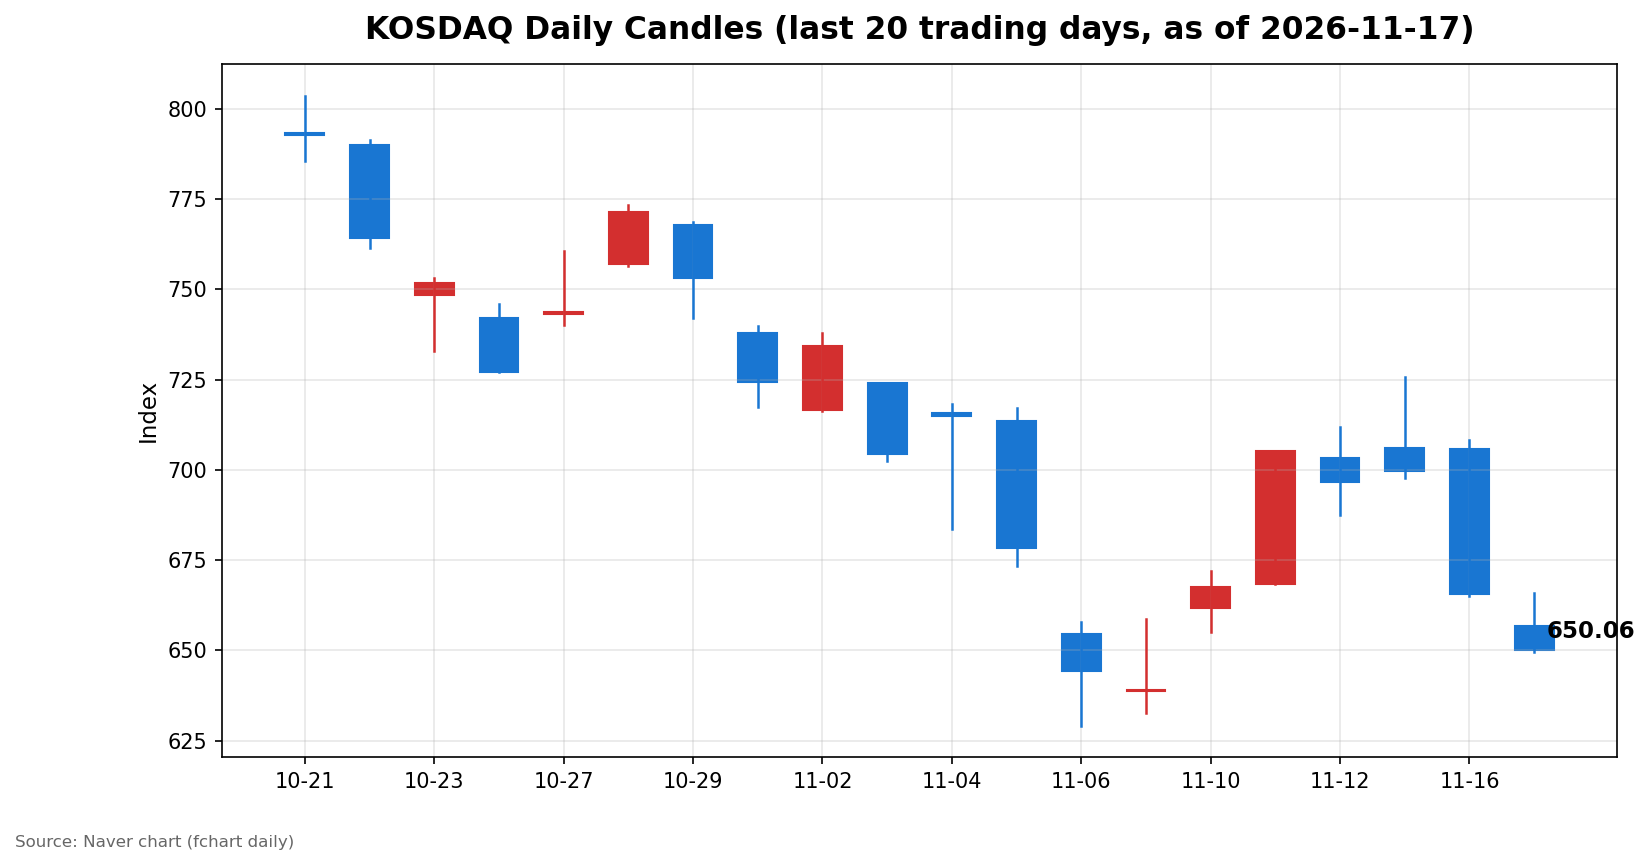 KOSDAQ Daily Candles (last 20 trading days, as of 2026-11-17)
800
775
750
725
700
675
650
625
Index
650.06
10-21 10-23 10-27 10-29 11-02 11-04 11-06 11-10 11-12 11-16
Source: Naver chart (fchart daily)